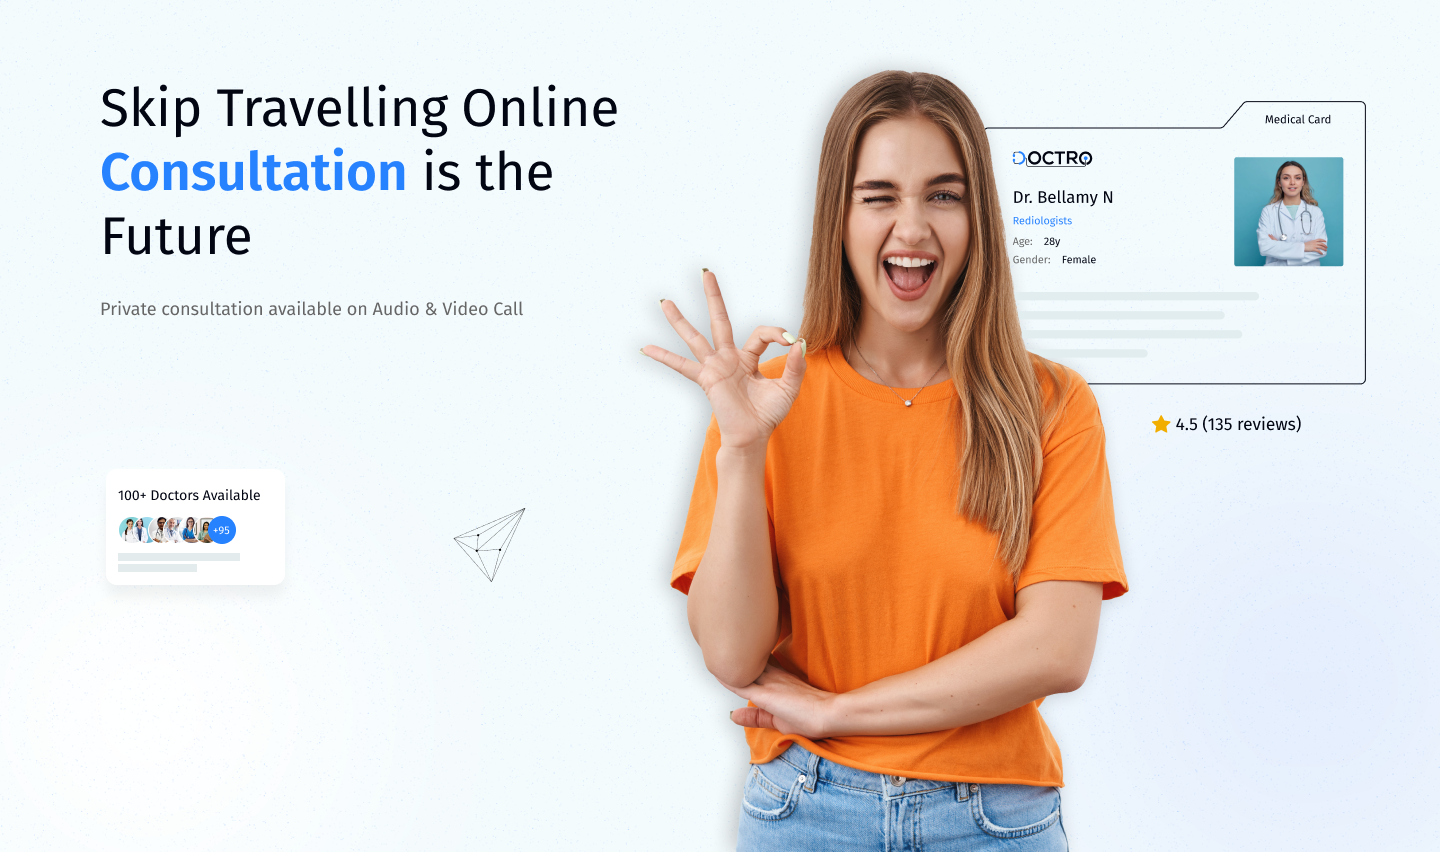 Skip Travelling Online
Consultation is the
Future
Private consultation available on Audio & Video Call
100+ Doctors Available
+95
Medical Card
DOCTRO
Dr. Bellamy N
Rediologists
Age: 28y
Gender: Female
4.5 (135 reviews)